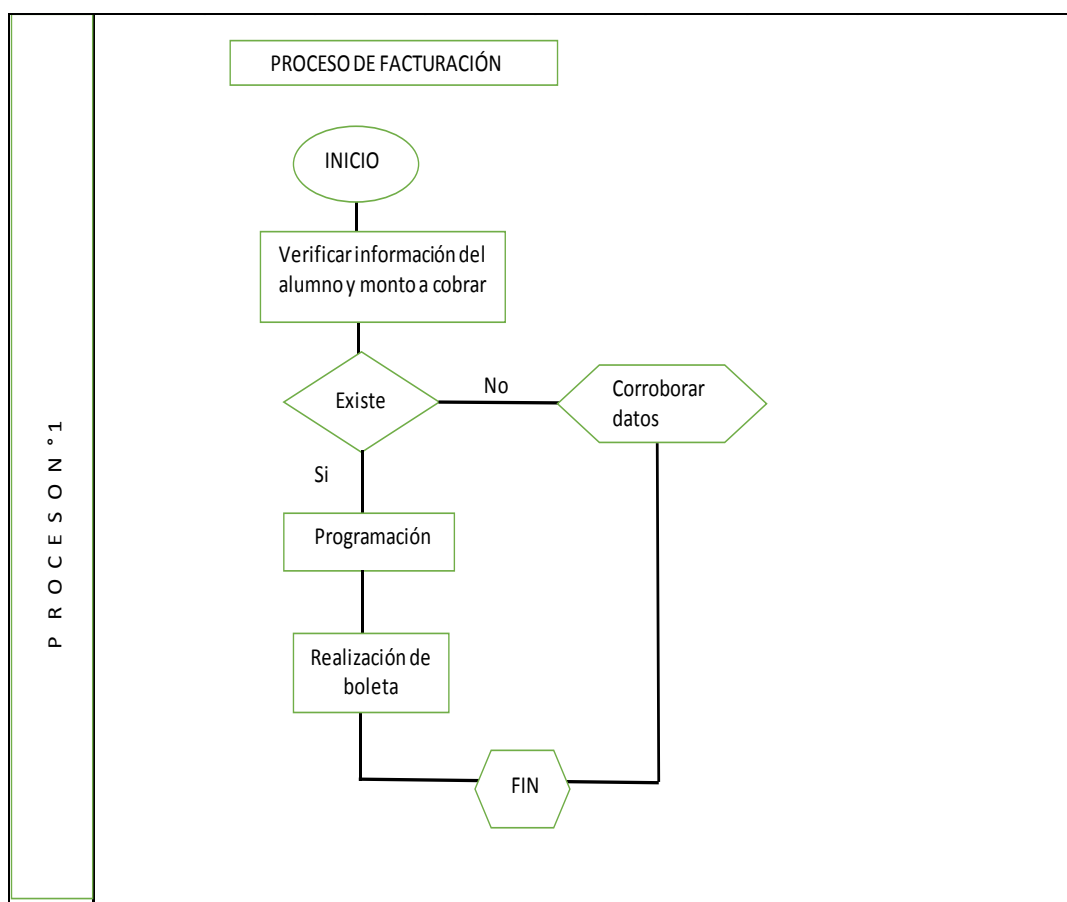 PROCESO N °1
PROCESO DE FACTURACIÓN
INICIO
Verificar información del
alumno y monto a cobrar
Existe
No
Corroborar
datos
Si
Programación
Realización de
boleta
FIN